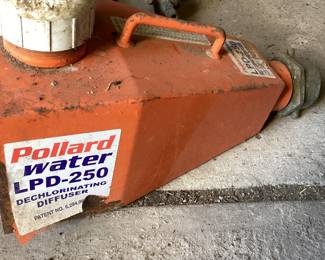 Pollard
water
LPD-250
DECHLORINATING
DIFFUSER
PATENT NO.